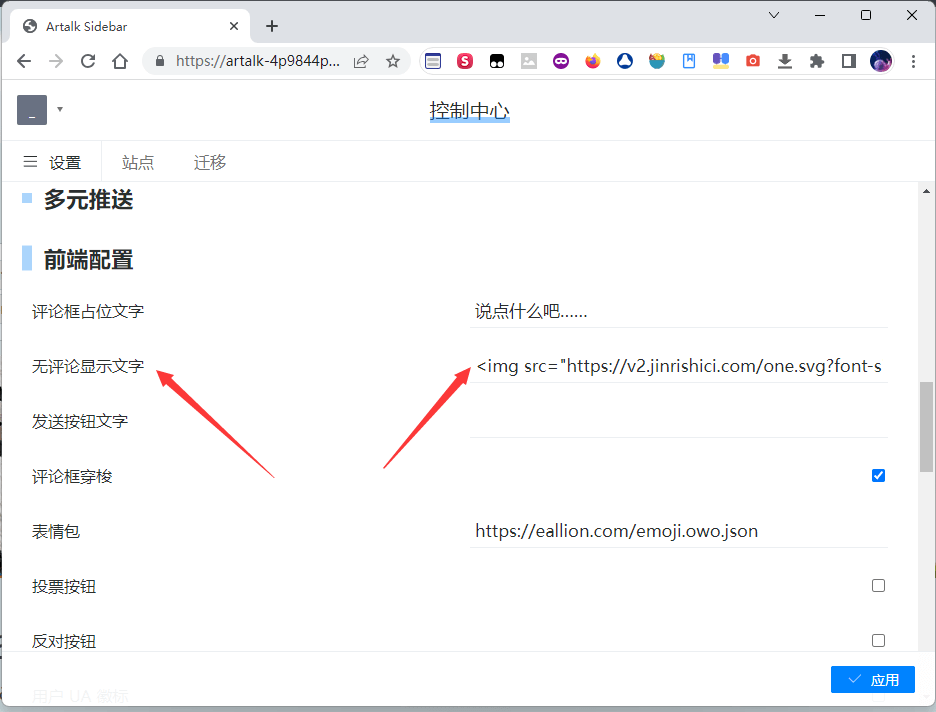 Artalk Sidebar
https://artalk-4p9844p...
控制中心
设置
站点
迁移
多元推送
前端配置
评论框占位文字
说点什么吧......
无评论显示文字
<img src="https://v2.jinrishici.com/one.svg?font-s
发送按钮文字
评论框穿梭
表情包
https://eallion.com/emoji.owo.json
投票按钮
反对按钮
用户 UA 徽标
应用